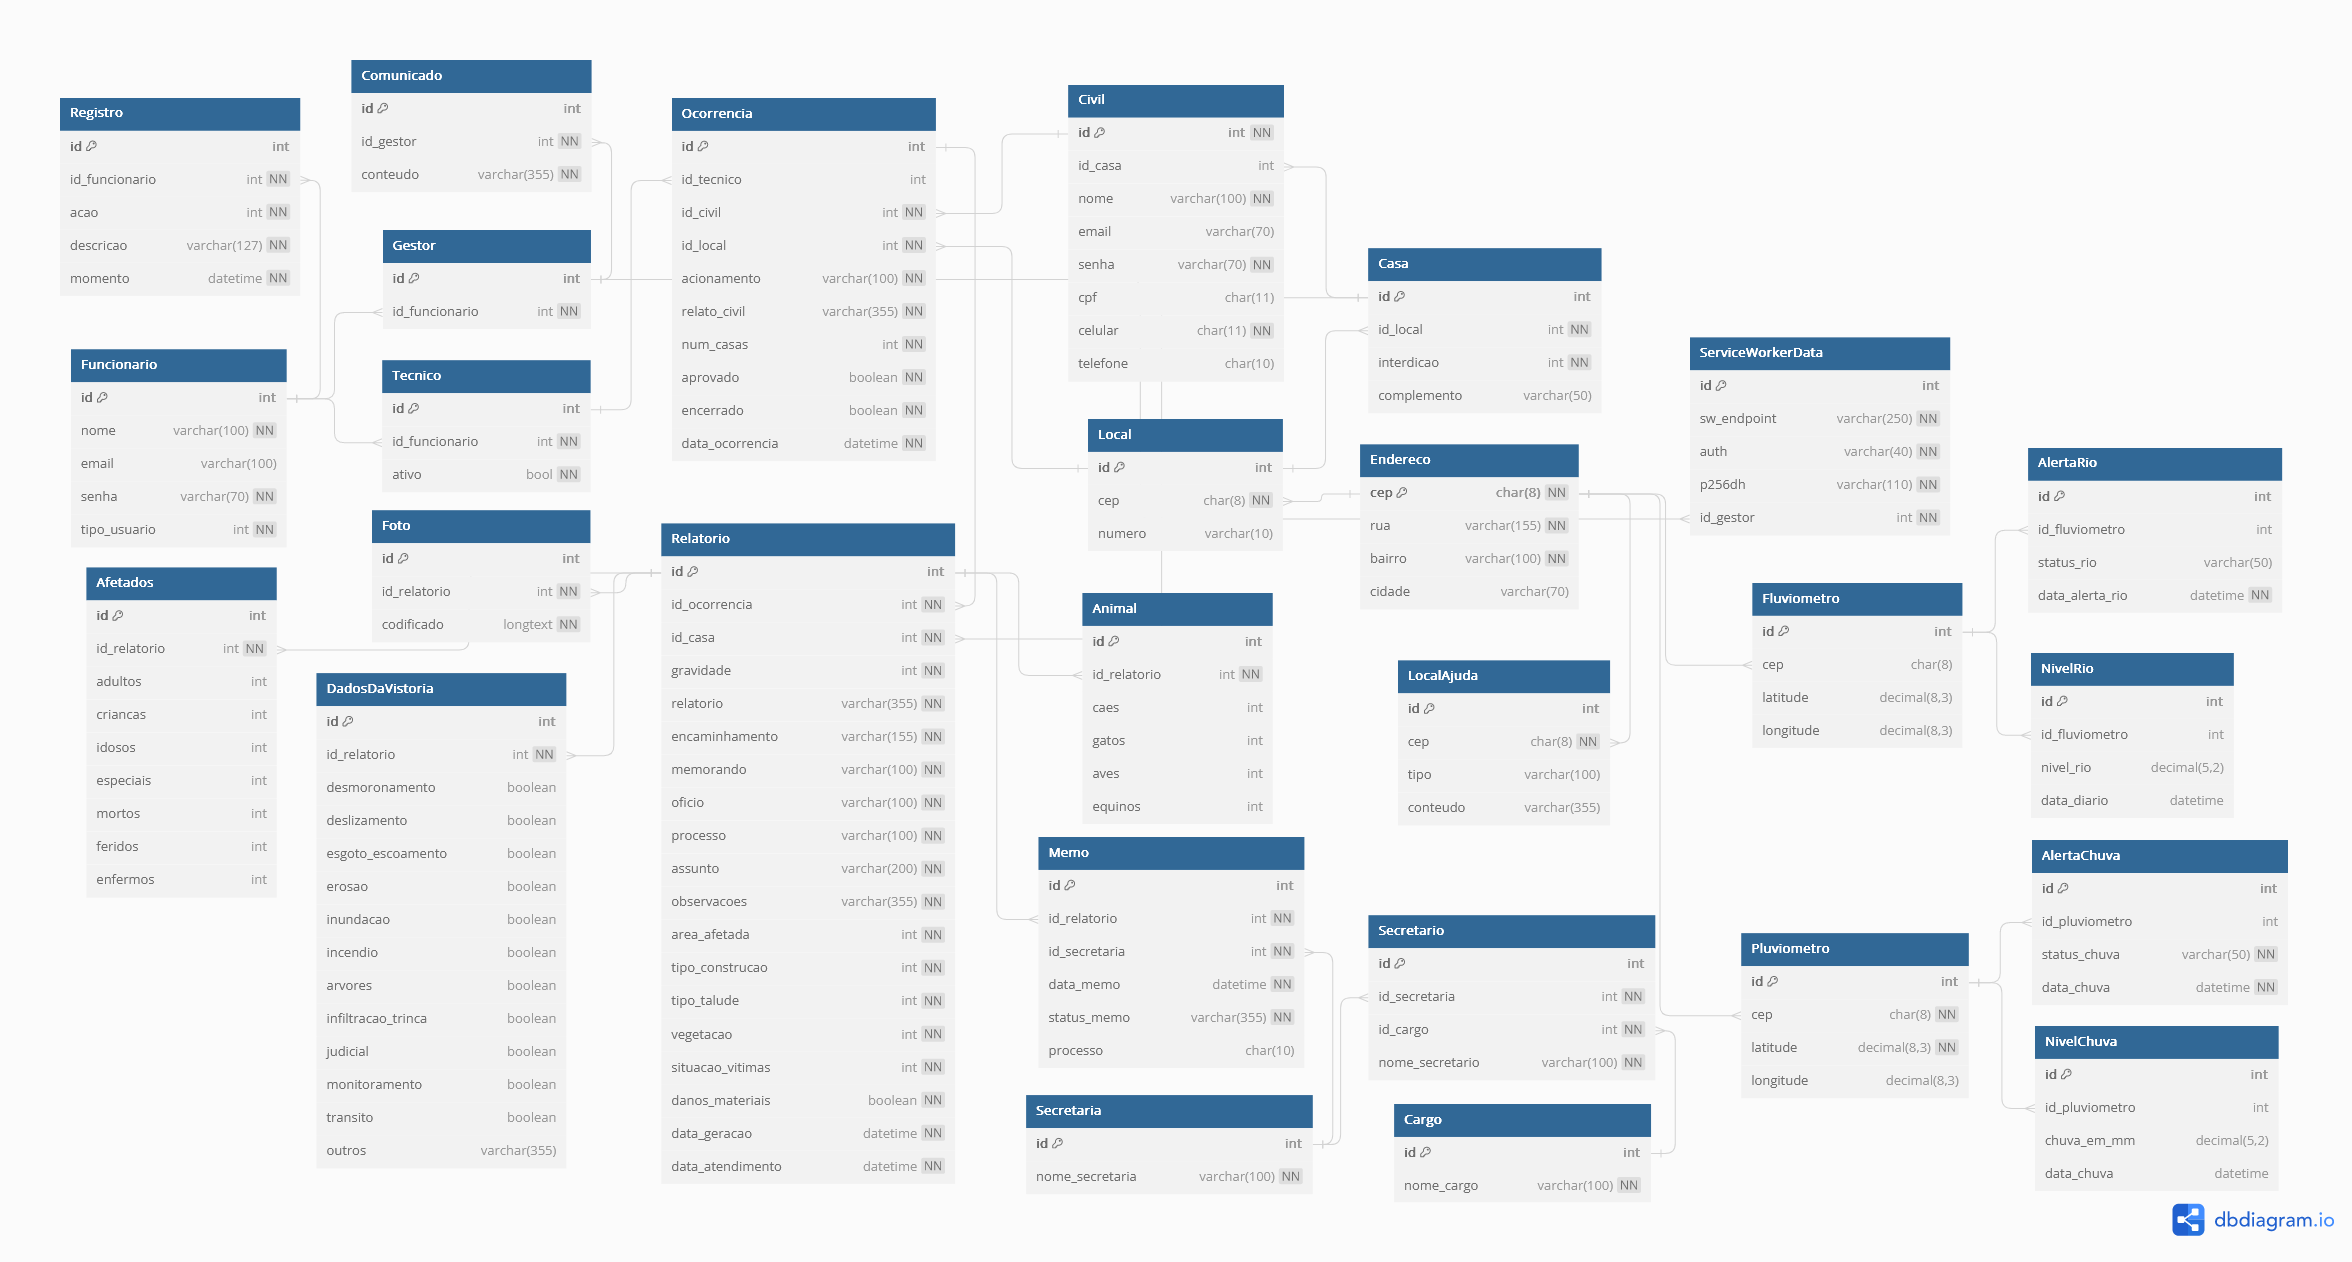 Registro
id int
id_funcionario int NN
acao int NN
descricao varchar(127) NN
momento datetime NN
Comunicado
id int
id_gestor int NN
conteudo varchar(355) NN
Gestor
id int
id_funcionario int NN
Funcionario
id int
nome varchar(100) NN
email varchar(100)
senha varchar(70) NN
tipo_usuario int NN
Tecnico
id int
id_funcionario int NN
ativo bool NN
Foto
id int
id_relatorio int NN
codificado longtext NN
Afetados
id int
id_relatorio int NN
adultos int
criancas int
idosos int
especiais int
mortos int
feridos int
enfermos int
DadosDaVistoria
id int
id_relatorio int NN
desmoronamento boolean
deslizamento boolean
esgoto_escoamento boolean
erosao boolean
inundacao boolean
incendio boolean
arvores boolean
infiltracao_trinca boolean
judicial boolean
monitoramento boolean
transito boolean
outros varchar(355)
Ocorrencia
id int
id_tecnico int
id_civil int NN
id_local int NN
acionamento varchar(100) NN
relato_civil varchar(355) NN
num_casas int NN
aprovado boolean NN
encerrado boolean NN
data_ocorrencia datetime NN
Relatorio
id int
id_ocorrencia int NN
id_casa int NN
gravidade int NN
relatorio varchar(355) NN
encaminhamento varchar(155) NN
memorando varchar(100) NN
oficio varchar(100) NN
processo varchar(100) NN
assunto varchar(200) NN
observacoes varchar(355) NN
area_afetada int NN
tipo_construcao int NN
tipo_talude int NN
vegetacao int NN
situacao_vitimas int NN
danos_materiais boolean NN
data_geracao datetime NN
data_atendimento datetime NN
Civil
id int NN
id_casa int
nome varchar(100) NN
email varchar(70)
senha varchar(70) NN
cpf char(11)
celular char(11) NN
telefone char(10)
Local
id int
cep char(8) NN
numero varchar(10)
Animal
id int
id_relatorio int NN
caes int
gatos int
aves int
equinos int
Memo
id int
id_relatorio int NN
id_secretaria int NN
data_memo datetime NN
status_memo varchar(355) NN
processo char(10)
Secretaria
id int
nome_secretaria varchar(100) NN
Casa
id int
id_local int NN
interdicao int NN
complemento varchar(50)
Endereco
cep char(8) NN
rua varchar(155) NN
bairro varchar(100) NN
cidade varchar(70)
LocalAjuda
id int
cep char(8) NN
tipo varchar(100)
conteudo varchar(355)
Secretario
id int
id_secretaria int NN
id_cargo int NN
nome_secretario varchar(100) NN
Cargo
id int
nome_cargo varchar(100) NN
ServiceWorkerData
id int
sw_endpoint varchar(250) NN
auth varchar(40) NN
p256dh varchar(110) NN
id_gestor int NN
Fluviometro
id int
cep char(8)
latitude decimal(8,3)
longitude decimal(8,3)
Pluviometro
id int
cep char(8) NN
latitude decimal(8,3) NN
longitude decimal(8,3)
AlertaRio
id int
id_fluviometro int
status_rio varchar(50)
data_alerta_rio datetime NN
NivelRio
id int
id_fluviometro int
nivel_rio decimal(5,2)
data_diario datetime
AlertaChuva
id int
id_pluviometro int
status_chuva varchar(50) NN
data_chuva datetime NN
NivelChuva
id int
id_pluviometro int
chuva_em_mm decimal(5,2)
data_chuva datetime
dbdiagram.io